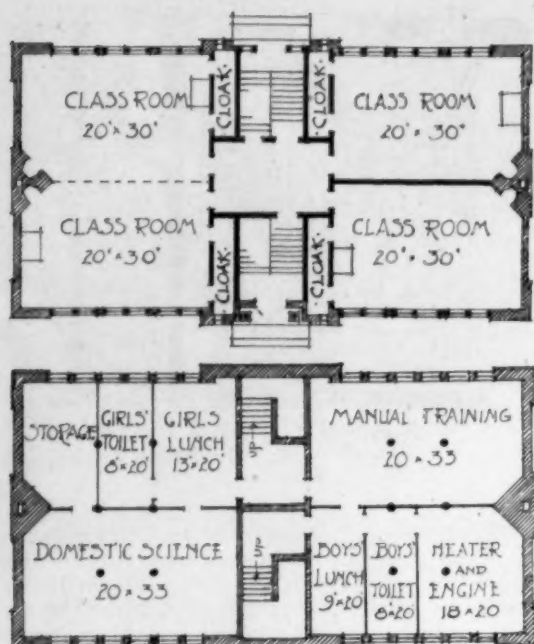 CLASS ROOM
20' × 30'
CLOAK
CLOAK
CLASS ROOM
20' × 30'
CLASS ROOM
20' × 30'
CLOAK
CLOAK
CLASS ROOM
20' × 30'
STORAGE
GIRLS'
TOILET
8' × 20'
GIRLS
LUNCH
13' × 20'
UP
MANUAL TRAINING
20 × 33
DOMESTIC SCIENCE
20 × 33
UP
BOYS'
LUNCH
9' × 20'
BOYS'
TOILET
8' × 20'
HEATER
AND
ENGINE
18 × 20